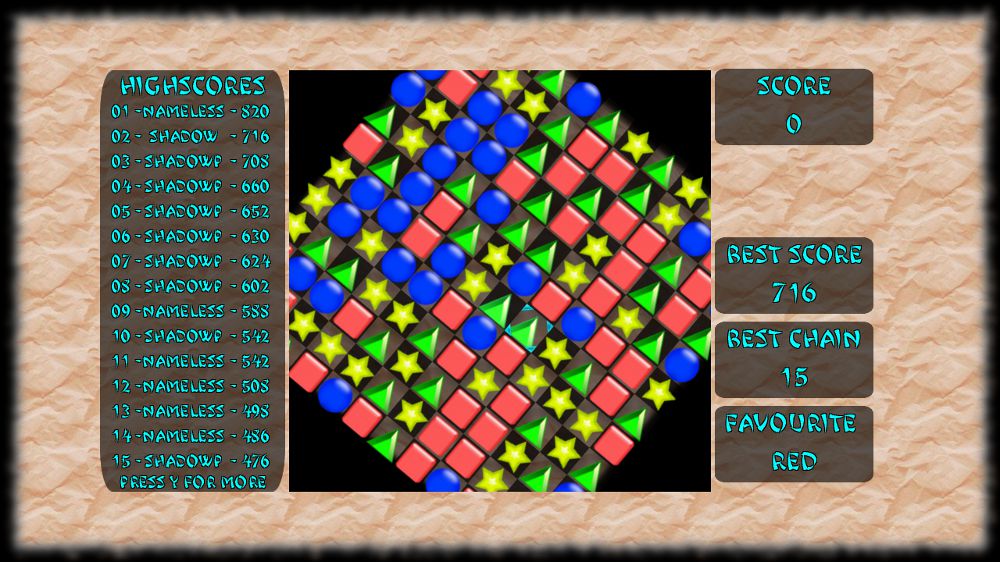 HIGHSCORES
01 - NAMELESS - 820
02 - SHADOW - 716
03 - SHADOWP - 708
04 - SHADOWP - 660
05 - SHADOWP - 652
06 - SHADOWP - 630
07 - SHADOWP - 624
08 - SHADOWP - 602
09 - NAMELESS - 588
10 - SHADOWP - 542
11 - NAMELESS - 542
12 - NAMELESS - 508
13 - NAMELESS - 498
14 - NAMELESS - 486
15 - SHADOWP - 476
PRESS Y FOR MORE
SCORE
0
BEST SCORE
716
BEST CHAIN
15
FAVOURITE
RED